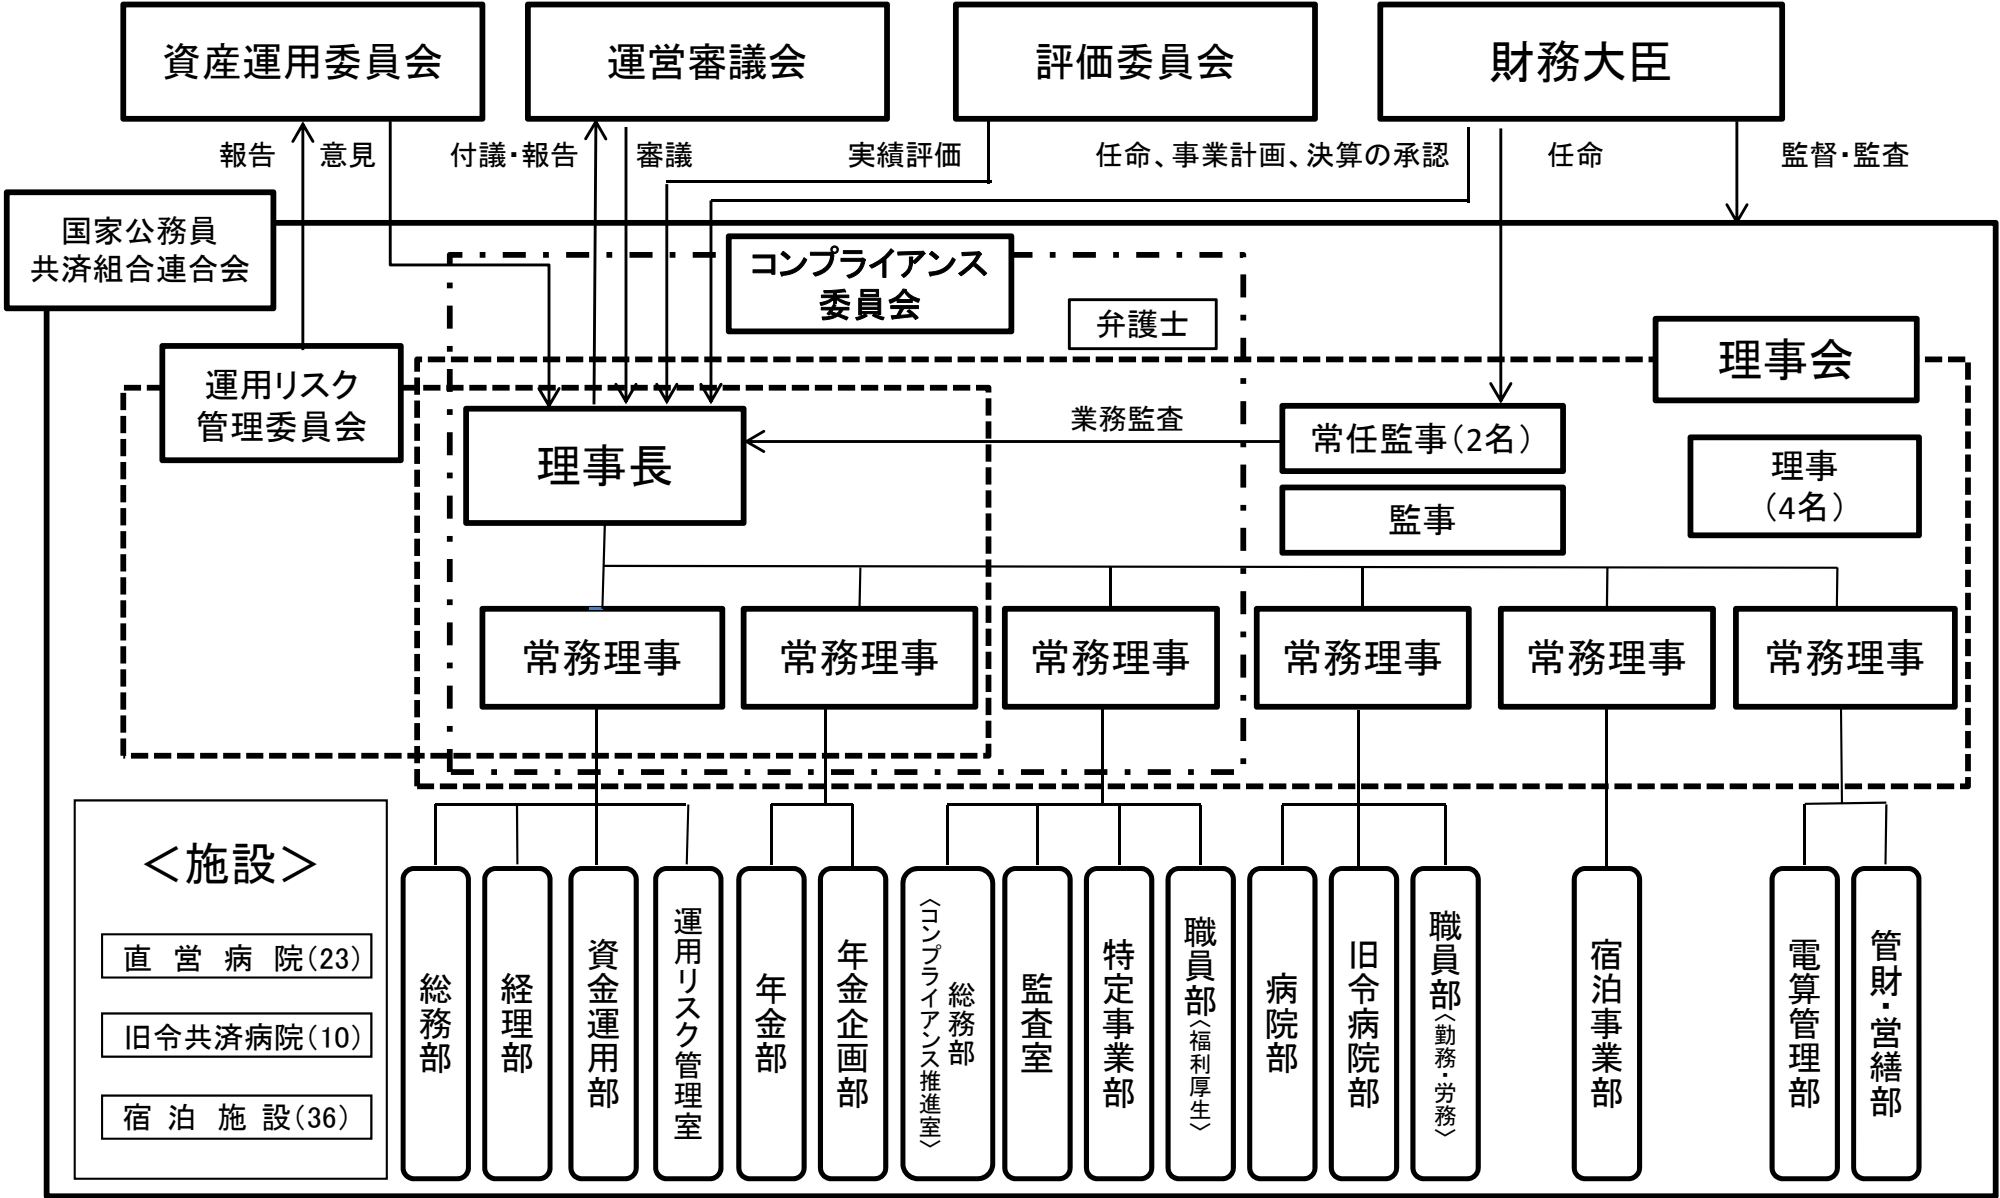 資産運用委員会
運営審議会
評価委員会
財務大臣
報告
意見
付議・報告
審議
実績評価
任命、事業計画、決算の承認
任命
監督・監査
国家公務員
共済組合連合会
コンプライアンス
委員会
弁護士
理事会
運用リスク
管理委員会
理事長
業務監査
常任監事(2名)
監事
理事
(4名)
常務理事
常務理事
常務理事
常務理事
常務理事
常務理事
<施設>
直営病院(23)
旧令共済病院(10)
宿泊施設(36)
総務部
経理部
資金運用部
運用リスク管理室
年金部
年金企画部
総務部
〈コンプライアンス推進室〉
監査室
特定事業部
職員部〈福利厚生〉
病院部
旧令病院部
職員部〈勤務・労務〉
宿泊事業部
電算管理部
管財・営繕部